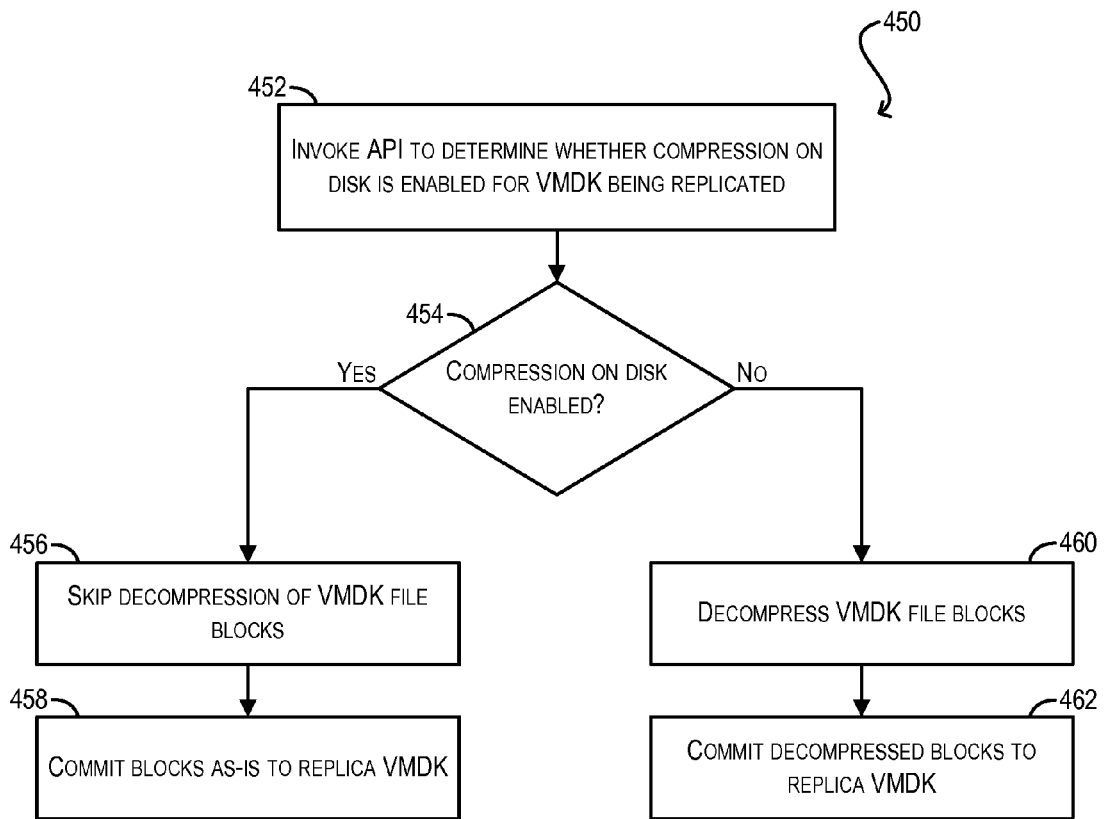 450
452
INVOKE API TO DETERMINE WHETHER COMPRESSION ON
DISK IS ENABLED FOR VMDK BEING REPLICATED
454
YES
COMPRESSION ON DISK
ENABLED?
NO
456
SKIP DECOMPRESSION OF VMDK FILE
BLOCKS
460
DECOMPRESS VMDK FILE BLOCKS
458
COMMIT BLOCKS AS-IS TO REPLICA VMDK
462
COMMIT DECOMPRESSED BLOCKS TO
REPLICA VMDK